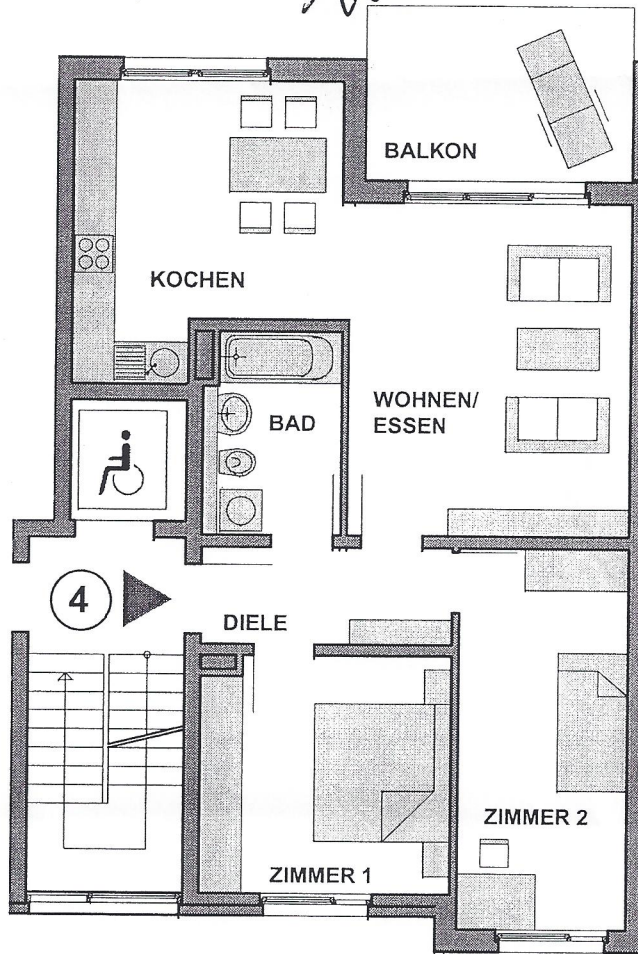 BALKON
KOCHEN
WOHNEN/
ESSEN
BAD
4
DIELE
ZIMMER 2
ZIMMER 1